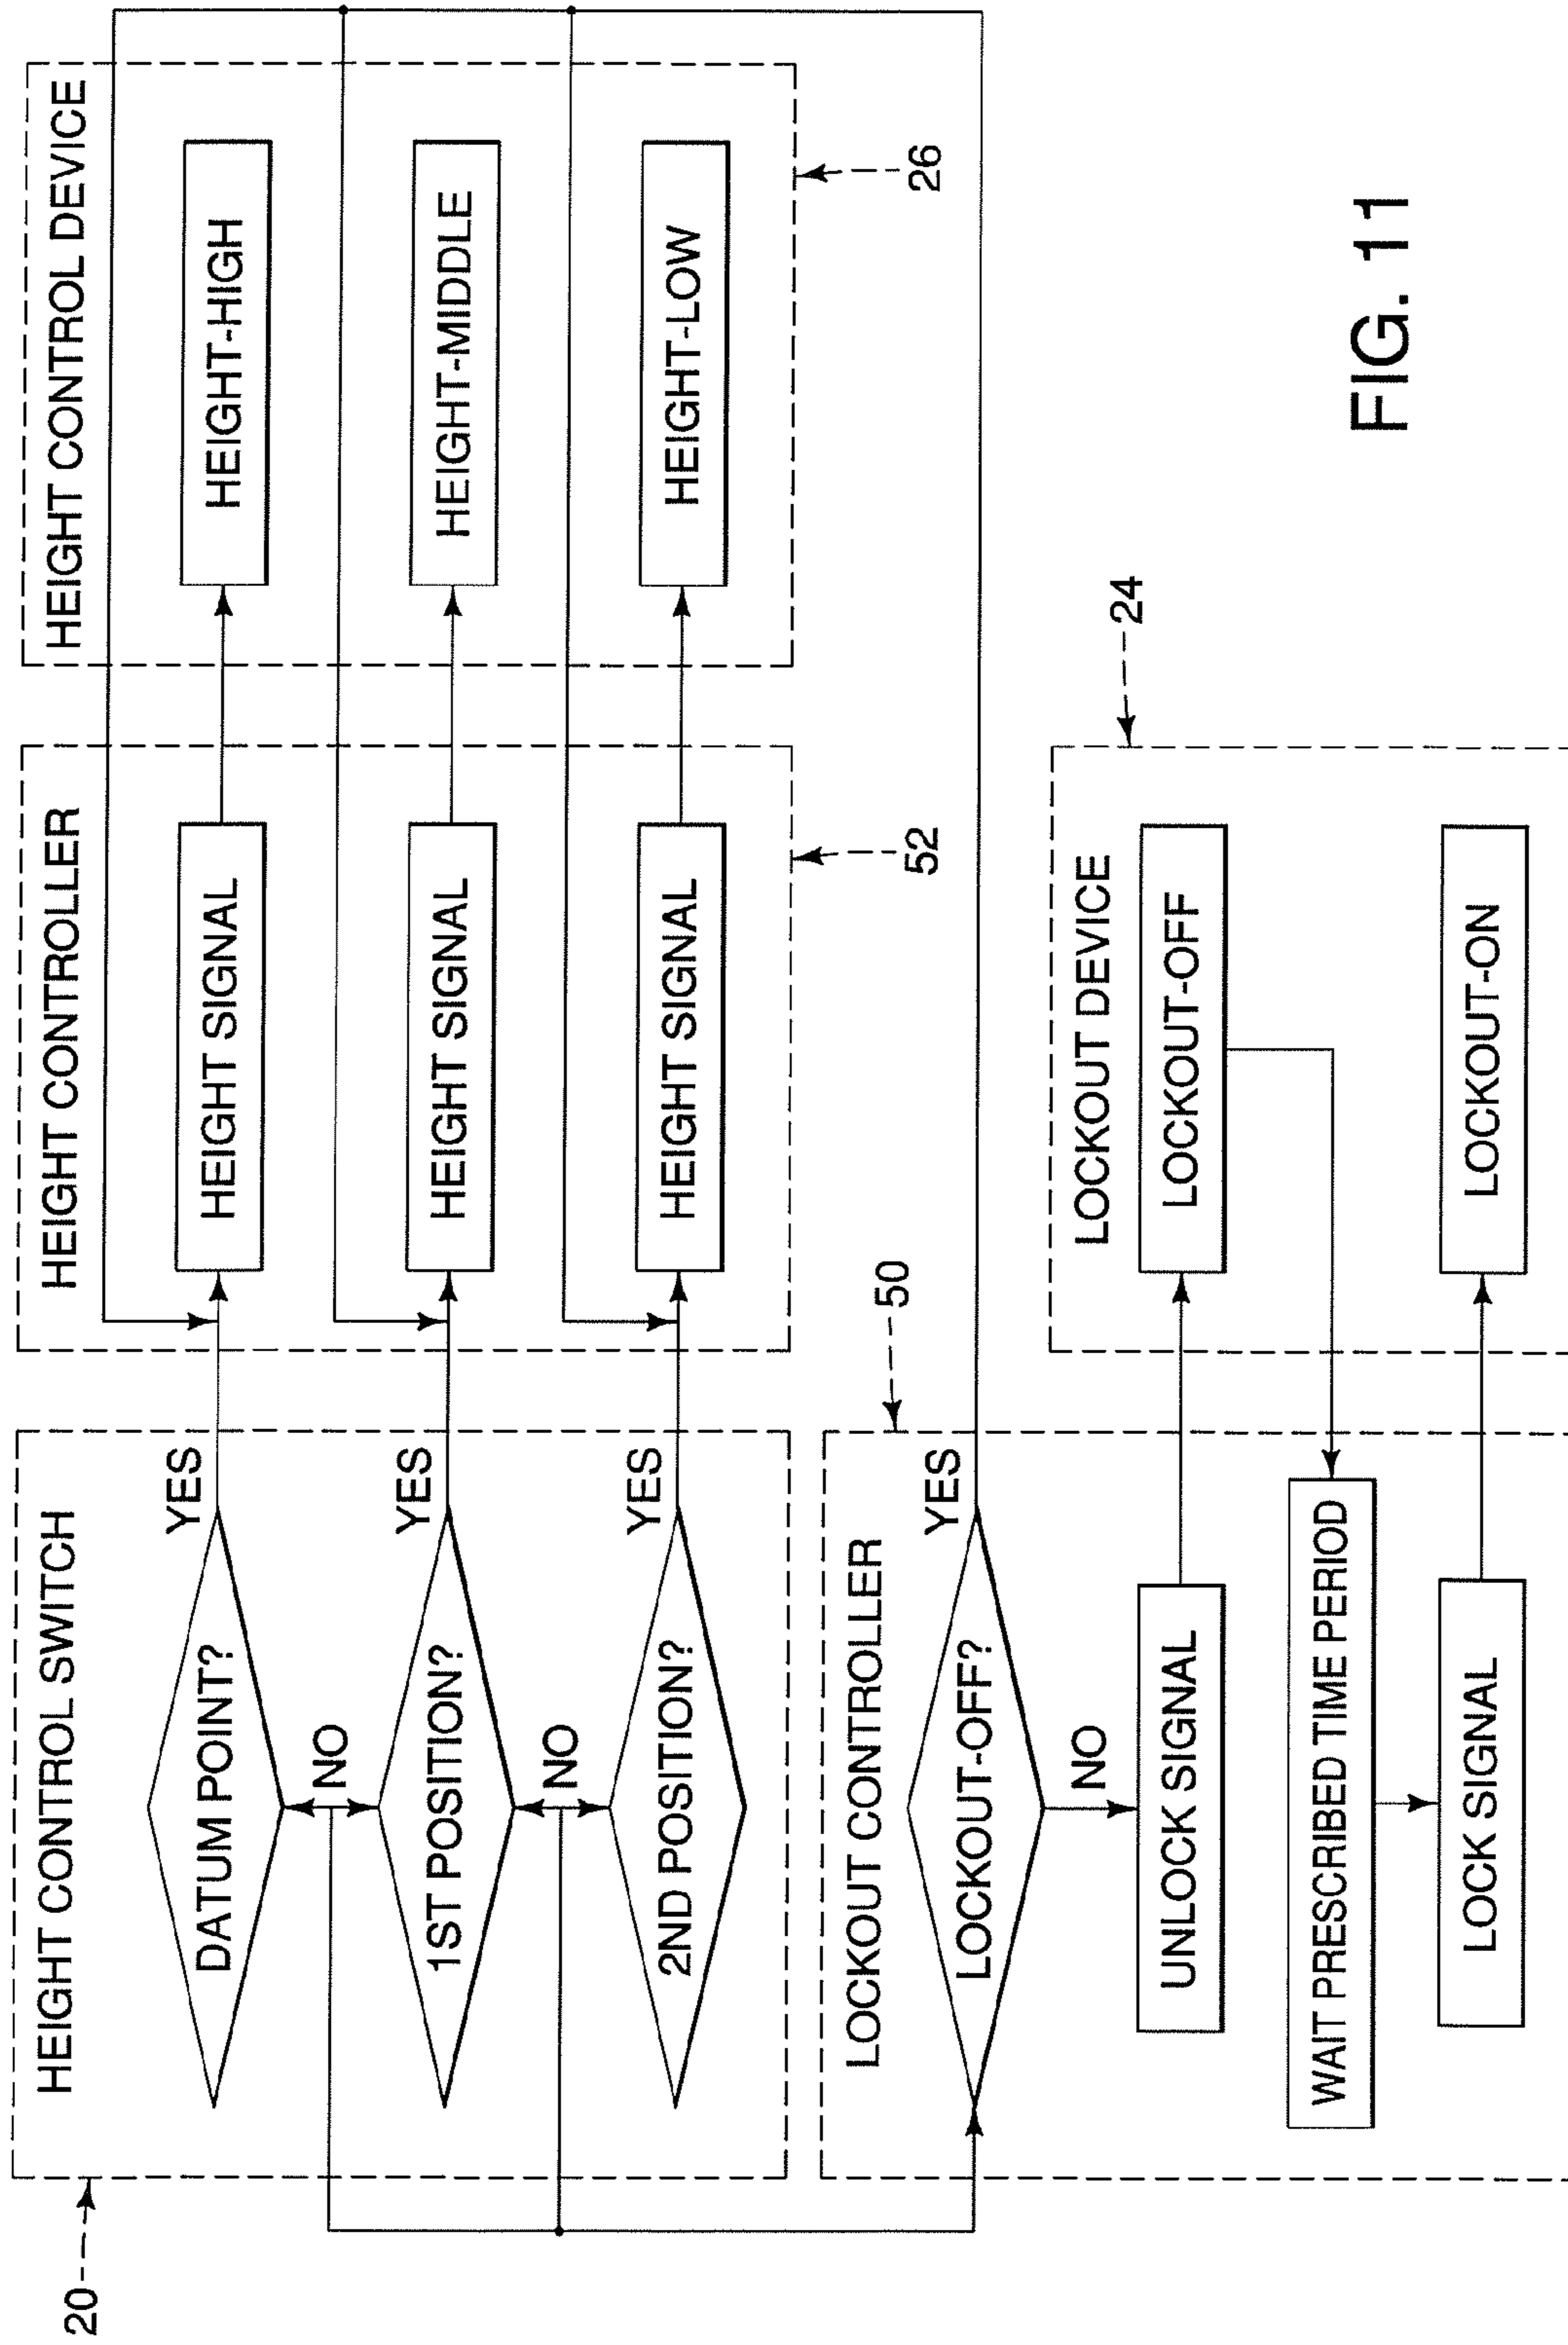 HEIGHT CONTROL SWITCH
DATUM POINT?
YES
NO
1ST POSITION?
YES
NO
2ND POSITION?
YES
20
HEIGHT CONTROLLER
HEIGHT SIGNAL
HEIGHT SIGNAL
HEIGHT SIGNAL
52
HEIGHT CONTROL DEVICE
HEIGHT-HIGH
HEIGHT-MIDDLE
HEIGHT-LOW
26
LOCKOUT CONTROLLER
50
LOCKOUT-OFF?
YES
NO
UNLOCK SIGNAL
WAIT PRESCRIBED TIME PERIOD
LOCK SIGNAL
LOCKOUT DEVICE
24
LOCKOUT-OFF
LOCKOUT-ON
FIG. 11